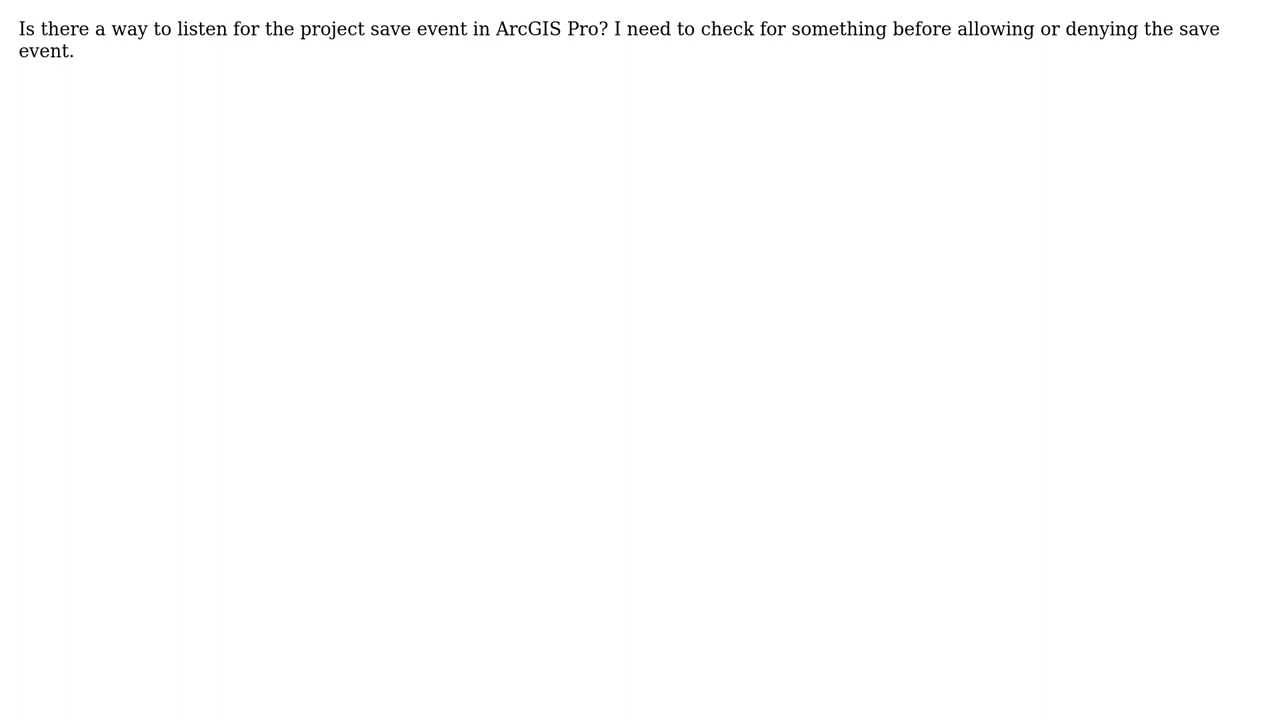 Is there a way to listen for the project save event in ArcGIS Pro? I need to check for something before allowing or denying the save
event.